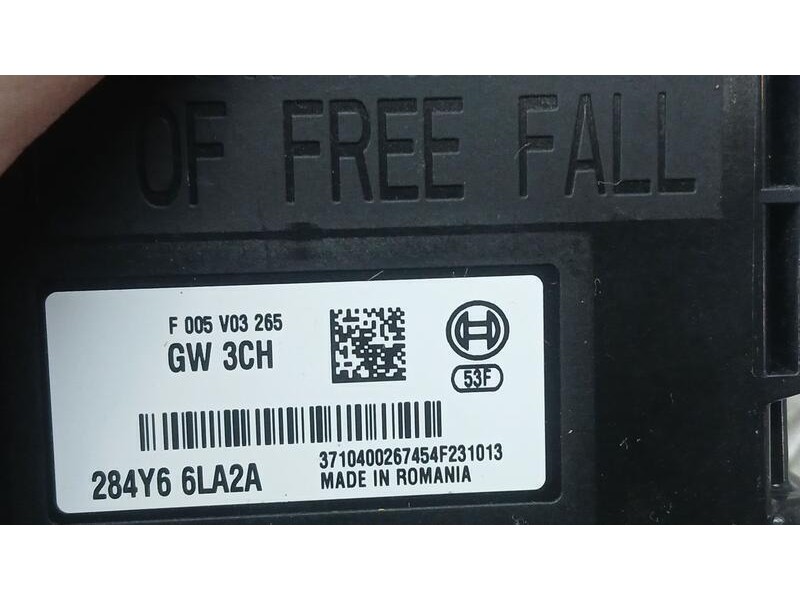 OF FREE FALL
F 005 V03 265
GW 3CH
53F
284Y6 6LA2A
3710400267454F231013
MADE IN ROMANIA